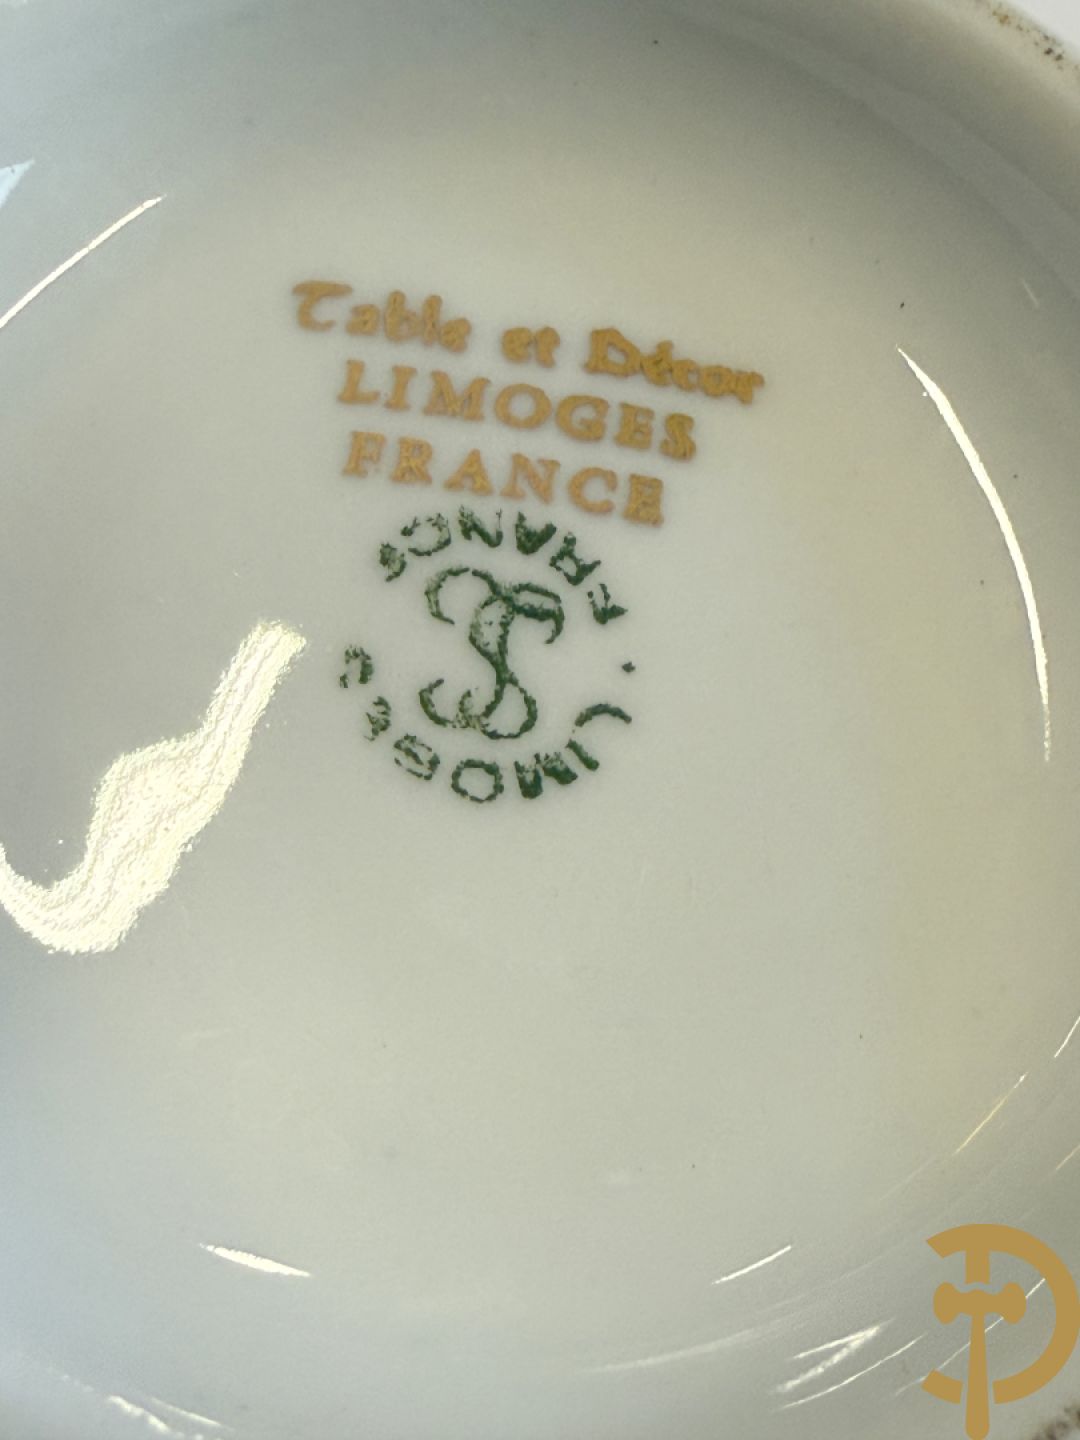 Table et Décor
LIMOGES
FRANCE
LIMOGES
FRANCE